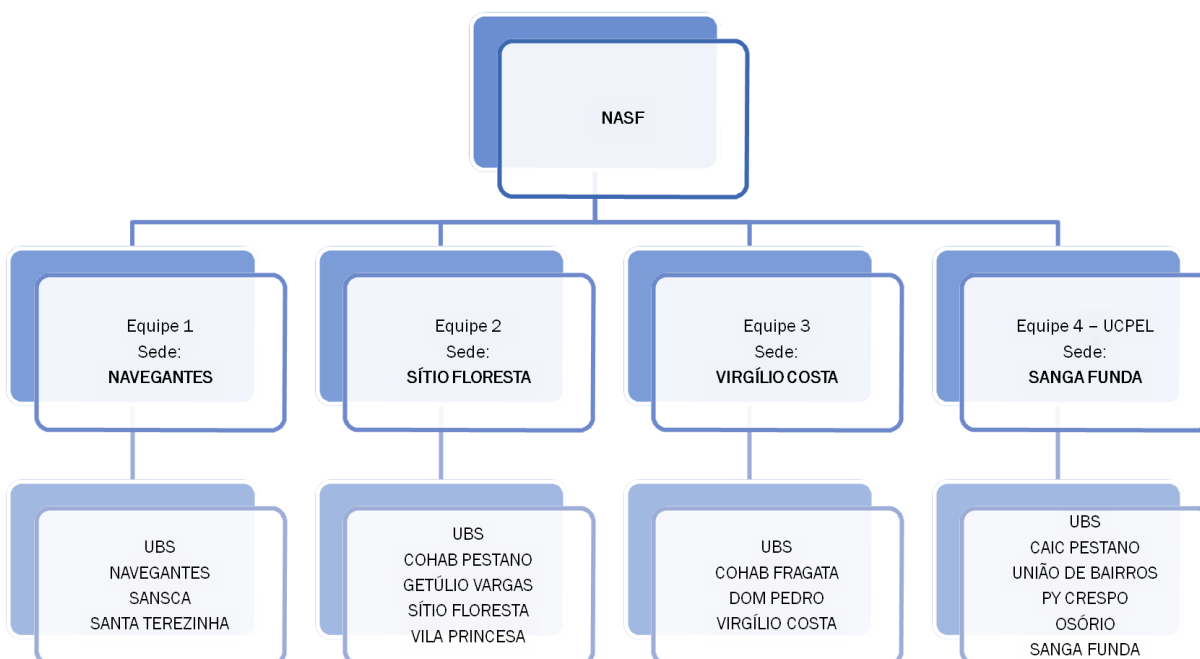 NASF
Equipe 1
Sede:
NAVEGANTES
Equipe 2
Sede:
SÍTIO FLORESTA
Equipe 3
Sede:
VIRGÍLIO COSTA
Equipe 4 – UCPEL
Sede:
SANGA FUNDA
UBS
NAVEGANTES
SANSCA
SANTA TEREZINHA
UBS
COHAB PESTANO
GETÚLIO VARGAS
SÍTIO FLORESTA
VILA PRINCESA
UBS
COHAB FRAGATA
DOM PEDRO
VIRGÍLIO COSTA
UBS
CAIC PESTANO
UNIÃO DE BAIRROS
PY CRESPO
OSÓRIO
SANGA FUNDA